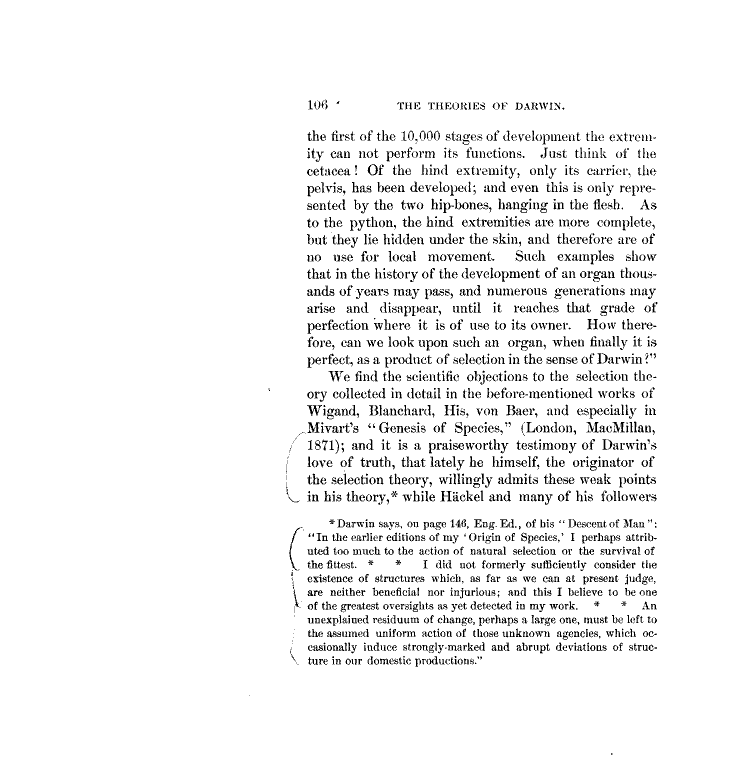 106 THE THEORIES OF DARWIN.
the first of the 10,000 stages of development the extrem-
ity can not perform its functions. Just think of the
cetacea! Of the hind extremity, only its carrier, the
pelvis, has been developed; and even this is only repre-
sented by the two hip-bones, hanging in the flesh. As
to the python, the hind extremities are more complete,
but they lie hidden under the skin, and therefore are of
no use for local movement. Such examples show
that in the history of the development of an organ thous-
ands of years may pass, and numerous generations may
arise and disappear, until it reaches that grade of
perfection where it is of use to its owner. How there-
fore, can we look upon such an organ, when finally it is
perfect, as a product of selection in the sense of Darwin?"
We find the scientific objections to the selection the-
ory collected in detail in the before-mentioned works of
Wigand, Blanchard, His, von Baer, and especially in
Mivart's "Genesis of Species," (London, MacMillan,
1871); and it is a praiseworthy testimony of Darwin's
love of truth, that lately he himself, the originator of
the selection theory, willingly admits these weak points
in his theory,* while Häckel and many of his followers
* Darwin says, on page 146, Eng. Ed., of his "Descent of Man":
"In the earlier editions of my 'Origin of Species,' I perhaps attrib-
uted too much to the action of natural selection or the survival of
the fittest. * * I did not formerly sufficiently consider the
existence of structures which, as far as we can at present judge,
are neither beneficial nor injurious; and this I believe to be one
of the greatest oversights as yet detected in my work. * * An
unexplained residuum of change, perhaps a large one, must be left to
the assumed uniform action of those unknown agencies, which oc-
casionally induce strongly-marked and abrupt deviations of struc-
ture in our domestic productions."